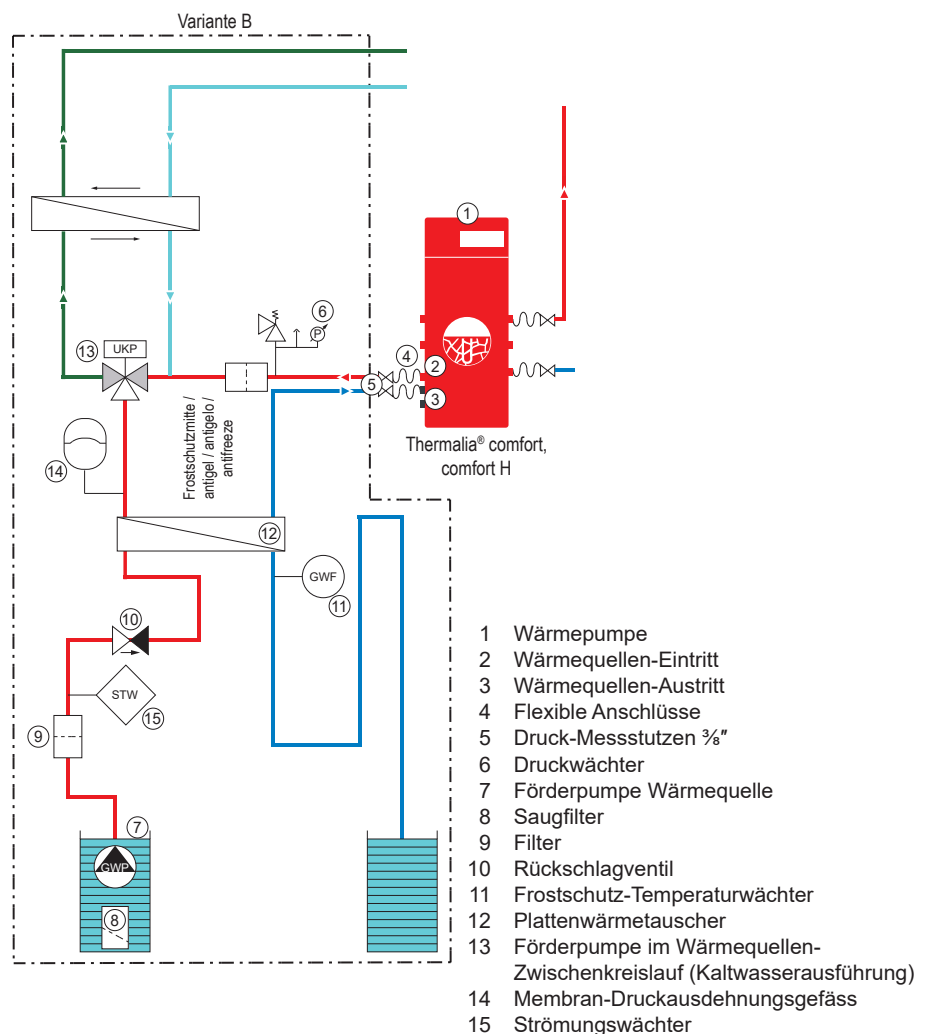 Variante B
1
6
P
13
UKP
4
2
5
3
Frostschutzmitte /
antigel / antigelo /
antifreeze
Thermalia® comfort,
comfort H
14
12
GWF
11
10
STW
15
9
7
GWP
8
1 Wärmepumpe
2 Wärmequellen-Eintritt
3 Wärmequellen-Austritt
4 Flexible Anschlüsse
5 Druck-Messstutzen ⅜″
6 Druckwächter
7 Förderpumpe Wärmequelle
8 Saugfilter
9 Filter
10 Rückschlagventil
11 Frostschutz-Temperaturwächter
12 Plattenwärmetauscher
13 Förderpumpe im Wärmequellen-
Zwischenkreislauf (Kaltwasserausführung)
14 Membran-Druckausdehnungsgefäss
15 Strömungswächter